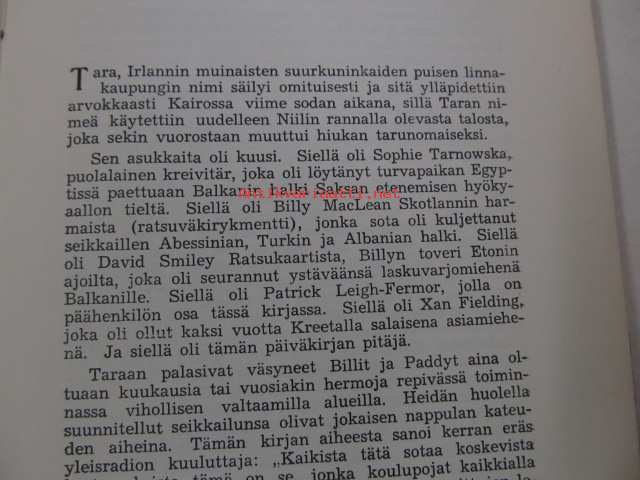 Tara, Irlannin muinaisten suurkuninkaiden puisen linna-
kaupungin nimi säilyi omituisesti ja sitä ylläpidettiin
arvokkaasti Kairossa viime sodan aikana, sillä Taran ni-
meä käytettiin uudelleen Niilin rannalla olevasta talosta,
joka sekin vuorostaan muuttui hiukan tarunomaiseksi.
Sen asukkaita oli kuusi. Siellä oli Sophie Tarnowska,
puolalainen kreivitär, joka oli löytänyt turvapaikan Egyp-
tissä paettuaan Balkanin halki Saksan etenemisen hyökä-
aallon tieltä. Siellä oli Billy MacLean Skotlannin har-
maista (ratsuväkirykmentti), jonka sota oli kuljettanut
seikkaillen Abessinian, Turkin ja Albanian halki. Siellä
oli David Smiley Ratsukaartista, Billyn toveri Etonin
ajoilta, joka oli seurannut ystäväänsä laskuvarjomiehenä
Balkanille. Siellä oli Patrick Leigh-Fermor, jolla on
päähenkilön osa tässä kirjassa. Siellä oli Xan Fielding,
joka oli ollut kaksi vuotta Kreetalla salaisena asiamiehe-
nä. Ja siellä oli tämän päiväkirjan pitäjä.
Taraan palasivat väsyneet Billit ja Paddyt aina ol-
tuaan kuukausia tai vuosiakin hermoja repivässä toimin-
nassa vihollisen valtaamilla alueilla. Heidän huolella
suunnitellut seikkailunsa olivat jokaisen nappulan kateu-
den aiheina. Tämän kirjan aiheesta sanoi kerran eräs
yleisradion kuuluttaja: „Kaikista tätä sotaa koskevista
tämä on se, jonka koulupojat kaikkialla